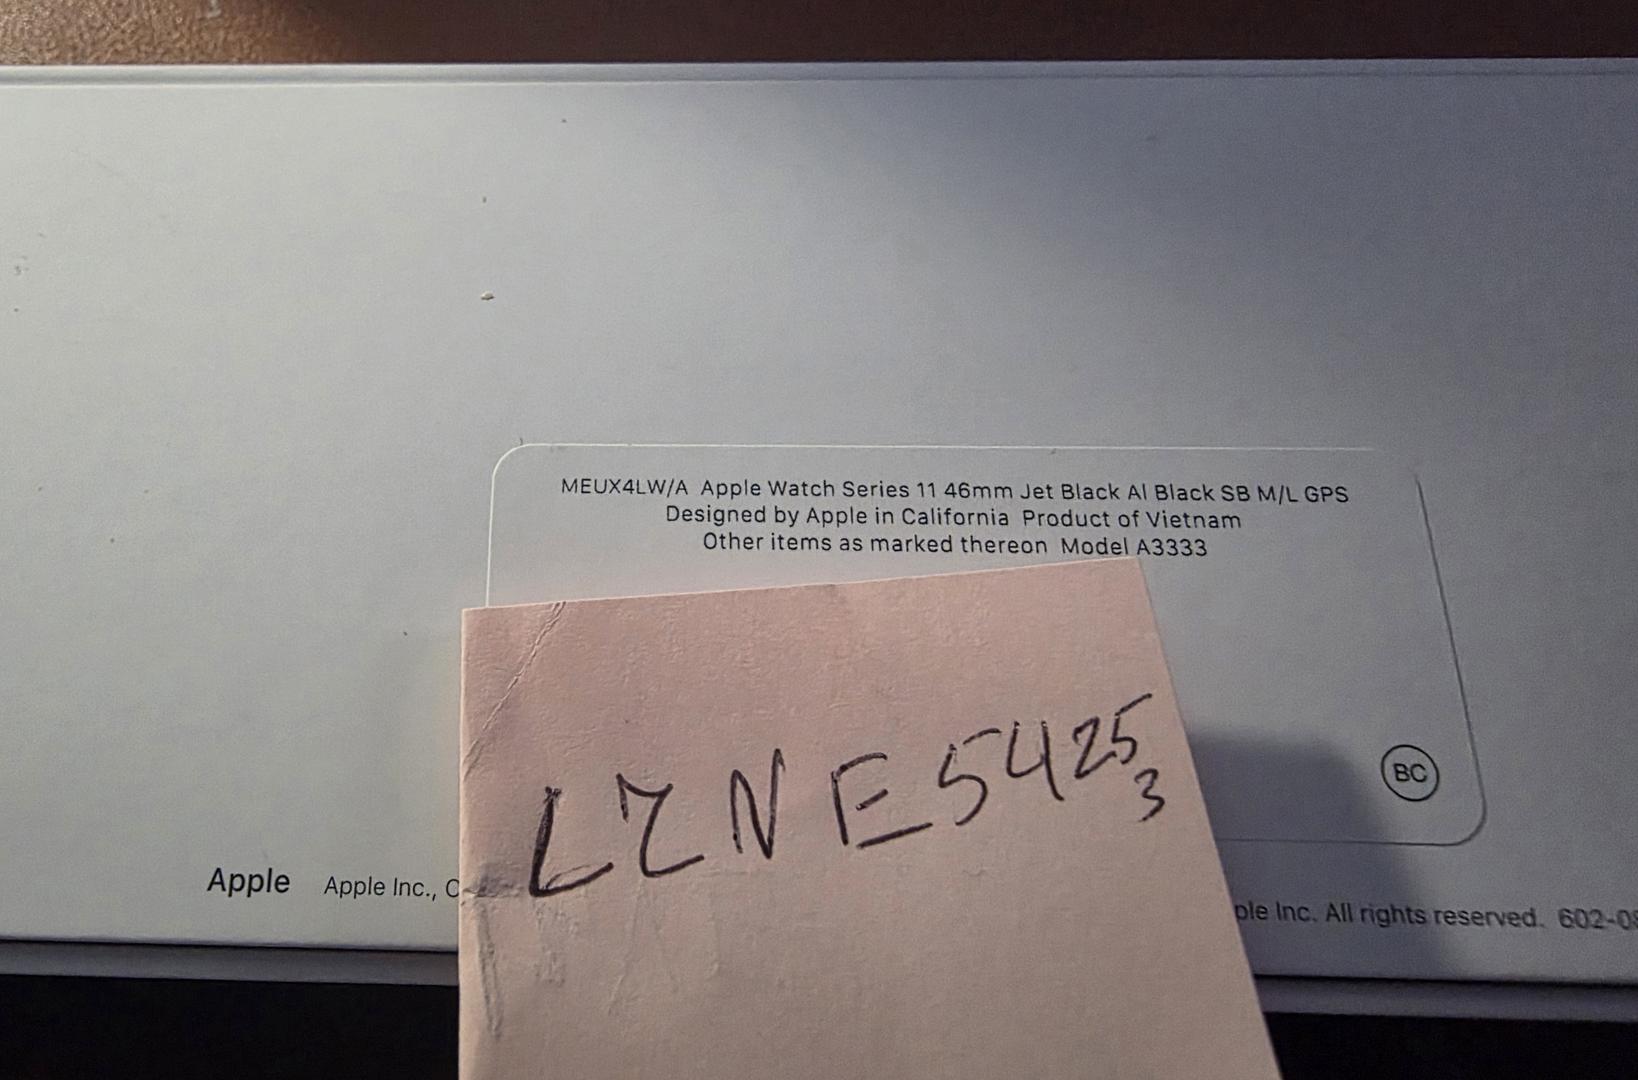 MEUX4LW/A Apple Watch Series 11 46mm Jet Black Al Black SB M/L GPS
Designed by Apple in California Product of Vietnam
Other items as marked thereon Model A3333
LZNE5425
3
BC
Apple Apple Inc., C
ple Inc. All rights reserved. 602-0